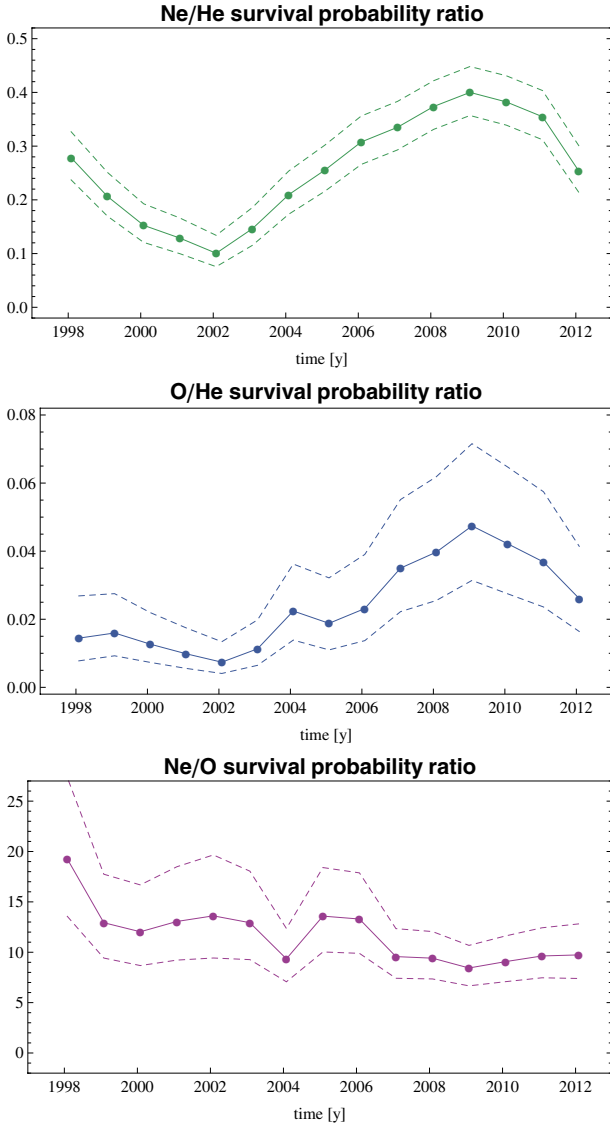 Ne/He survival probability ratio
0.5
0.4
0.3
0.2
0.1
0.0
1998 2000 2002 2004 2006 2008 2010 2012
time [y]
O/He survival probability ratio
0.08
0.06
0.04
0.02
0.00
1998 2000 2002 2004 2006 2008 2010 2012
time [y]
Ne/O survival probability ratio
25
20
15
10
5
0
1998 2000 2002 2004 2006 2008 2010 2012
time [y]